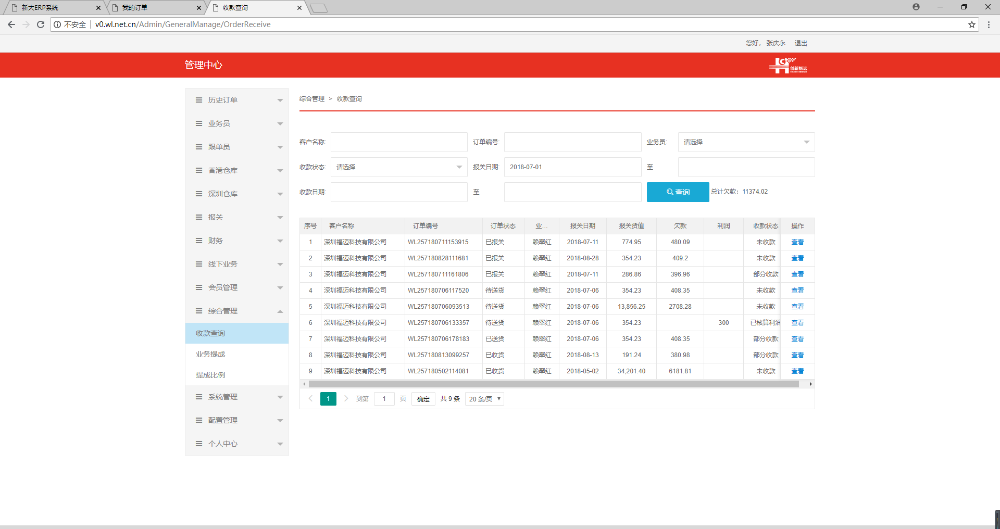 新大ERP系统
我的订单
收款查询
不安全 v0.wl.net.cn/Admin/GeneralManage/OrderReceive
您好, 张庆永 退出
管理中心
创新恒远
历史订单
业务员
跟单员
香港仓库
深圳仓库
报关
财务
线下业务
会员管理
综合管理
收款查询
业务提成
提成比例
系统管理
配置管理
个人中心
综合管理 > 收款查询
客户名称: 订单编号: 业务员: 请选择
收款状态: 请选择 报关日期: 2018-07-01 至
收款日期: 至 查询 总计欠款：11374.02
序号 客户名称 订单编号 订单状态 业... 报关日期 报关货值 欠款 利润 收款状态 操作
1 深圳福迈科技有限公司 WL257180711153915 已报关 赖翠红 2018-07-11 774.95 480.09 未收款 查看
2 深圳福迈科技有限公司 WL257180828111681 已报关 赖翠红 2018-08-28 354.23 409.2 未收款 查看
3 深圳福迈科技有限公司 WL257180711161806 已报关 赖翠红 2018-07-11 286.86 396.96 部分收款 查看
4 深圳福迈科技有限公司 WL257180706117520 待送货 赖翠红 2018-07-06 354.23 408.35 未收款 查看
5 深圳福迈科技有限公司 WL257180706093513 待送货 赖翠红 2018-07-06 13,856.25 2708.28 未收款 查看
6 深圳福迈科技有限公司 WL257180706133357 待送货 赖翠红 2018-07-06 354.23 300 已核算利润 查看
7 深圳福迈科技有限公司 WL257180706178183 已送货 赖翠红 2018-07-06 354.23 408.35 部分收款 查看
8 深圳福迈科技有限公司 WL257180813099257 已收货 赖翠红 2018-08-13 191.24 380.98 部分收款 查看
9 深圳福迈科技有限公司 WL257180502114081 已收货 赖翠红 2018-05-02 34,201.40 6181.81 未收款 查看
1 到第 1 页 确定 共 9 条 20 条/页